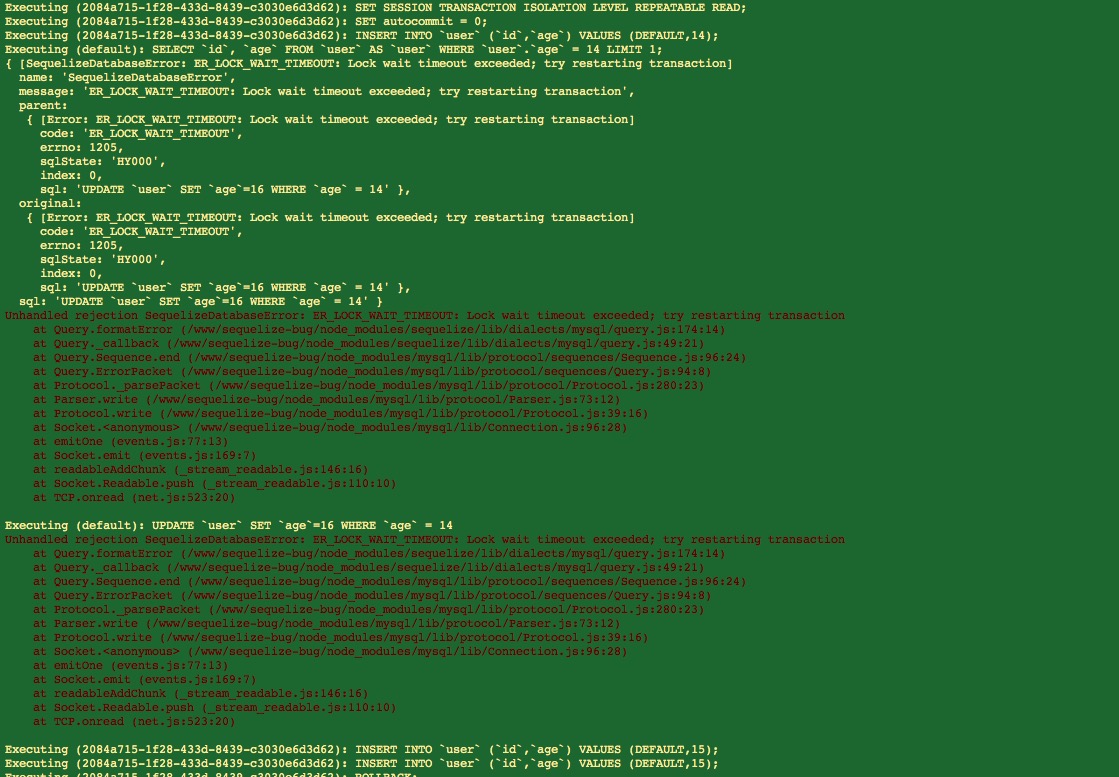 Executing (2084a715-1f28-433d-8439-c3030e6d3d62): SET SESSION TRANSACTION ISOLATION LEVEL REPEATABLE READ;
Executing (2084a715-1f28-433d-8439-c3030e6d3d62): SET autocommit = 0;
Executing (2084a715-1f28-433d-8439-c3030e6d3d62): INSERT INTO `user` (`id`,`age`) VALUES (DEFAULT,14);
Executing (default): SELECT `id`, `age` FROM `user` AS `user` WHERE `user`.`age` = 14 LIMIT 1;
{ [SequelizeDatabaseError: ER_LOCK_WAIT_TIMEOUT: Lock wait timeout exceeded; try restarting transaction]
  name: 'SequelizeDatabaseError',
  message: 'ER_LOCK_WAIT_TIMEOUT: Lock wait timeout exceeded; try restarting transaction',
  parent:
   { [Error: ER_LOCK_WAIT_TIMEOUT: Lock wait timeout exceeded; try restarting transaction]
     code: 'ER_LOCK_WAIT_TIMEOUT',
     errno: 1205,
     sqlState: 'HY000',
     index: 0,
     sql: 'UPDATE `user` SET `age`=16 WHERE `age` = 14' },
  original:
   { [Error: ER_LOCK_WAIT_TIMEOUT: Lock wait timeout exceeded; try restarting transaction]
     code: 'ER_LOCK_WAIT_TIMEOUT',
     errno: 1205,
     sqlState: 'HY000',
     index: 0,
     sql: 'UPDATE `user` SET `age`=16 WHERE `age` = 14' },
  sql: 'UPDATE `user` SET `age`=16 WHERE `age` = 14' }
Unhandled rejection SequelizeDatabaseError: ER_LOCK_WAIT_TIMEOUT: Lock wait timeout exceeded; try restarting transaction
    at Query.formatError (/www/sequelize-bug/node_modules/sequelize/lib/dialects/mysql/query.js:174:14)
    at Query._callback (/www/sequelize-bug/node_modules/sequelize/lib/dialects/mysql/query.js:49:21)
    at Query.Sequence.end (/www/sequelize-bug/node_modules/mysql/lib/protocol/sequences/Sequence.js:96:24)
    at Query.ErrorPacket (/www/sequelize-bug/node_modules/mysql/lib/protocol/sequences/Query.js:94:8)
    at Protocol._parsePacket (/www/sequelize-bug/node_modules/mysql/lib/protocol/Protocol.js:280:23)
    at Parser.write (/www/sequelize-bug/node_modules/mysql/lib/protocol/Parser.js:73:12)
    at Protocol.write (/www/sequelize-bug/node_modules/mysql/lib/protocol/Protocol.js:39:16)
    at Socket.<anonymous> (/www/sequelize-bug/node_modules/mysql/lib/Connection.js:96:28)
    at emitOne (events.js:77:13)
    at Socket.emit (events.js:169:7)
    at readableAddChunk (_stream_readable.js:146:16)
    at Socket.Readable.push (_stream_readable.js:110:10)
    at TCP.onread (net.js:523:20)
Executing (default): UPDATE `user` SET `age`=16 WHERE `age` = 14
Unhandled rejection SequelizeDatabaseError: ER_LOCK_WAIT_TIMEOUT: Lock wait timeout exceeded; try restarting transaction
    at Query.formatError (/www/sequelize-bug/node_modules/sequelize/lib/dialects/mysql/query.js:174:14)
    at Query._callback (/www/sequelize-bug/node_modules/sequelize/lib/dialects/mysql/query.js:49:21)
    at Query.Sequence.end (/www/sequelize-bug/node_modules/mysql/lib/protocol/sequences/Sequence.js:96:24)
    at Query.ErrorPacket (/www/sequelize-bug/node_modules/mysql/lib/protocol/sequences/Query.js:94:8)
    at Protocol._parsePacket (/www/sequelize-bug/node_modules/mysql/lib/protocol/Protocol.js:280:23)
    at Parser.write (/www/sequelize-bug/node_modules/mysql/lib/protocol/Parser.js:73:12)
    at Protocol.write (/www/sequelize-bug/node_modules/mysql/lib/protocol/Protocol.js:39:16)
    at Socket.<anonymous> (/www/sequelize-bug/node_modules/mysql/lib/Connection.js:96:28)
    at emitOne (events.js:77:13)
    at Socket.emit (events.js:169:7)
    at readableAddChunk (_stream_readable.js:146:16)
    at Socket.Readable.push (_stream_readable.js:110:10)
    at TCP.onread (net.js:523:20)
Executing (2084a715-1f28-433d-8439-c3030e6d3d62): INSERT INTO `user` (`id`,`age`) VALUES (DEFAULT,15);
Executing (2084a715-1f28-433d-8439-c3030e6d3d62): INSERT INTO `user` (`id`,`age`) VALUES (DEFAULT,15);
Executing (2084a715-1f28-433d-8439-c3030e6d3d62): ROLLBACK;